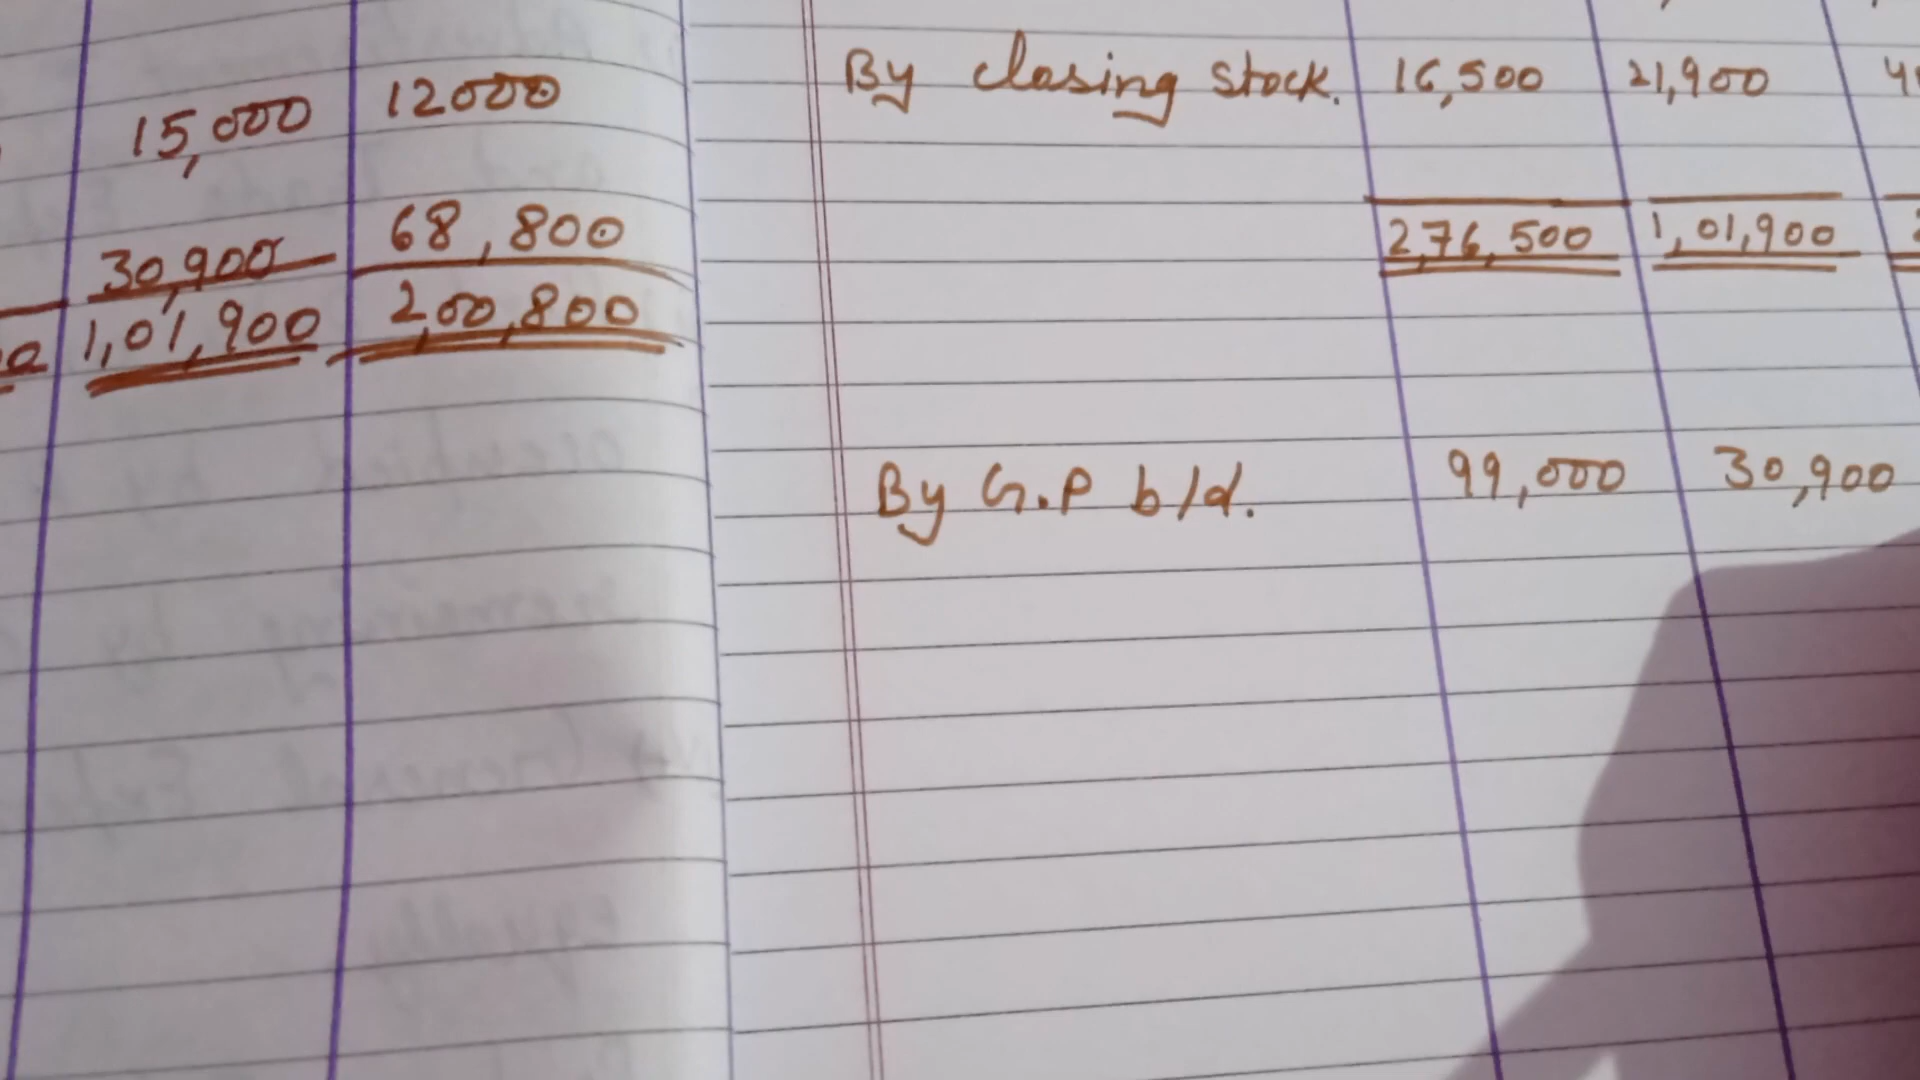 15,000 12000
30,900 68,800
1,01,900 2,00,800
By closing stock. 16,500 21,900
2,76,500 1,01,900
By G.P b/d. 99,000 30,900